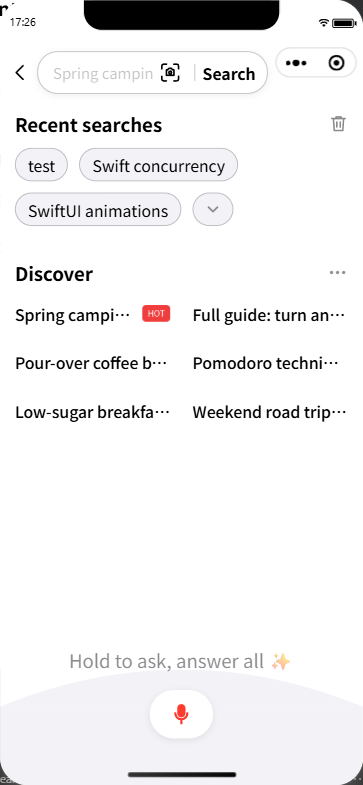 17:26
Spring campin
Search
Recent searches
test
Swift concurrency
SwiftUI animations
Discover
Spring campi··· HOT
Full guide: turn an···
Pour-over coffee b···
Pomodoro techni···
Low-sugar breakfa···
Weekend road trip···
Hold to ask, answer all ✨